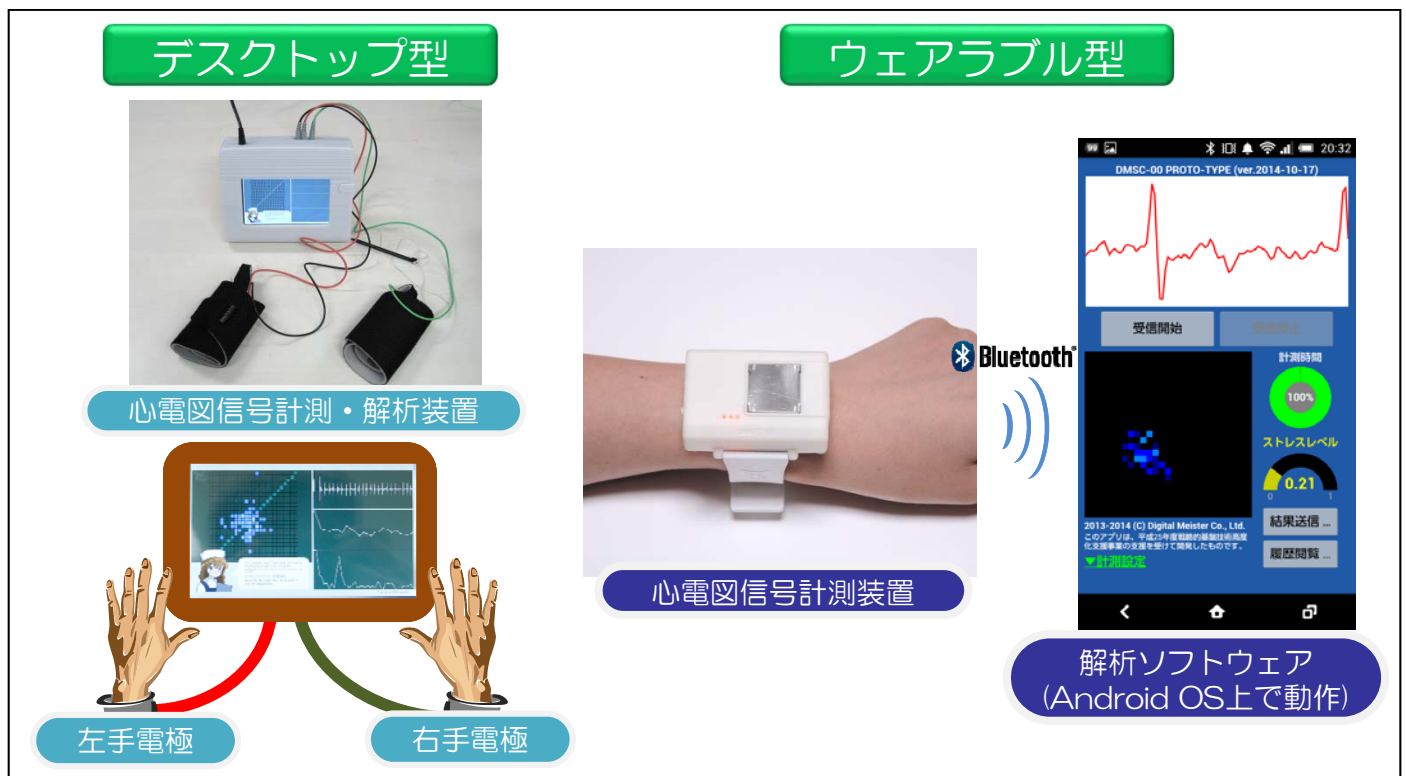 デスクトップ型
ウェアラブル型
心電図信号計測・解析装置
左手電極
右手電極
心電図信号計測装置
Bluetooth®
20:32
DMSC-00 PROTO-TYPE (ver.2014-10-17)
受信開始
受信停止
計測時間
100%
ストレスレベル
0.21
0
1
結果送信 ...
履歴閲覧 ...
2013-2014 (C) Digital Meister Co., Ltd.
このアプリは、平成25年度戦略的基盤技術高度
化支援事業の支援を受けて開発したものです。
▼計測設定
解析ソフトウェア
(Android OS上で動作)